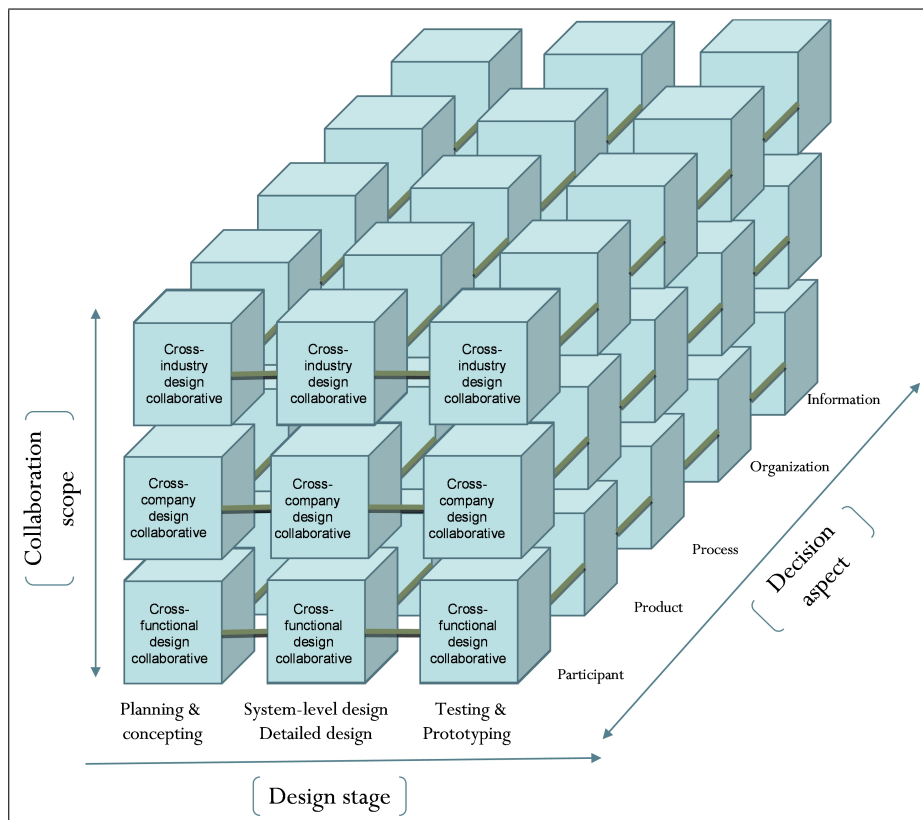 Cross-
industry
design
collaborative
Cross-
industry
design
collaborative
Cross-
industry
design
collaborative
Cross-
company
design
collaborative
Cross-
company
design
collaborative
Cross-
company
design
collaborative
Cross-
functional
design
collaborative
Cross-
functional
design
collaborative
Cross-
functional
design
collaborative
Collaboration
scope
Information
Organization
Process
Product
Participant
Decision
aspect
Planning &
concepting
System-level design
Detailed design
Testing &
Prototyping
Design stage